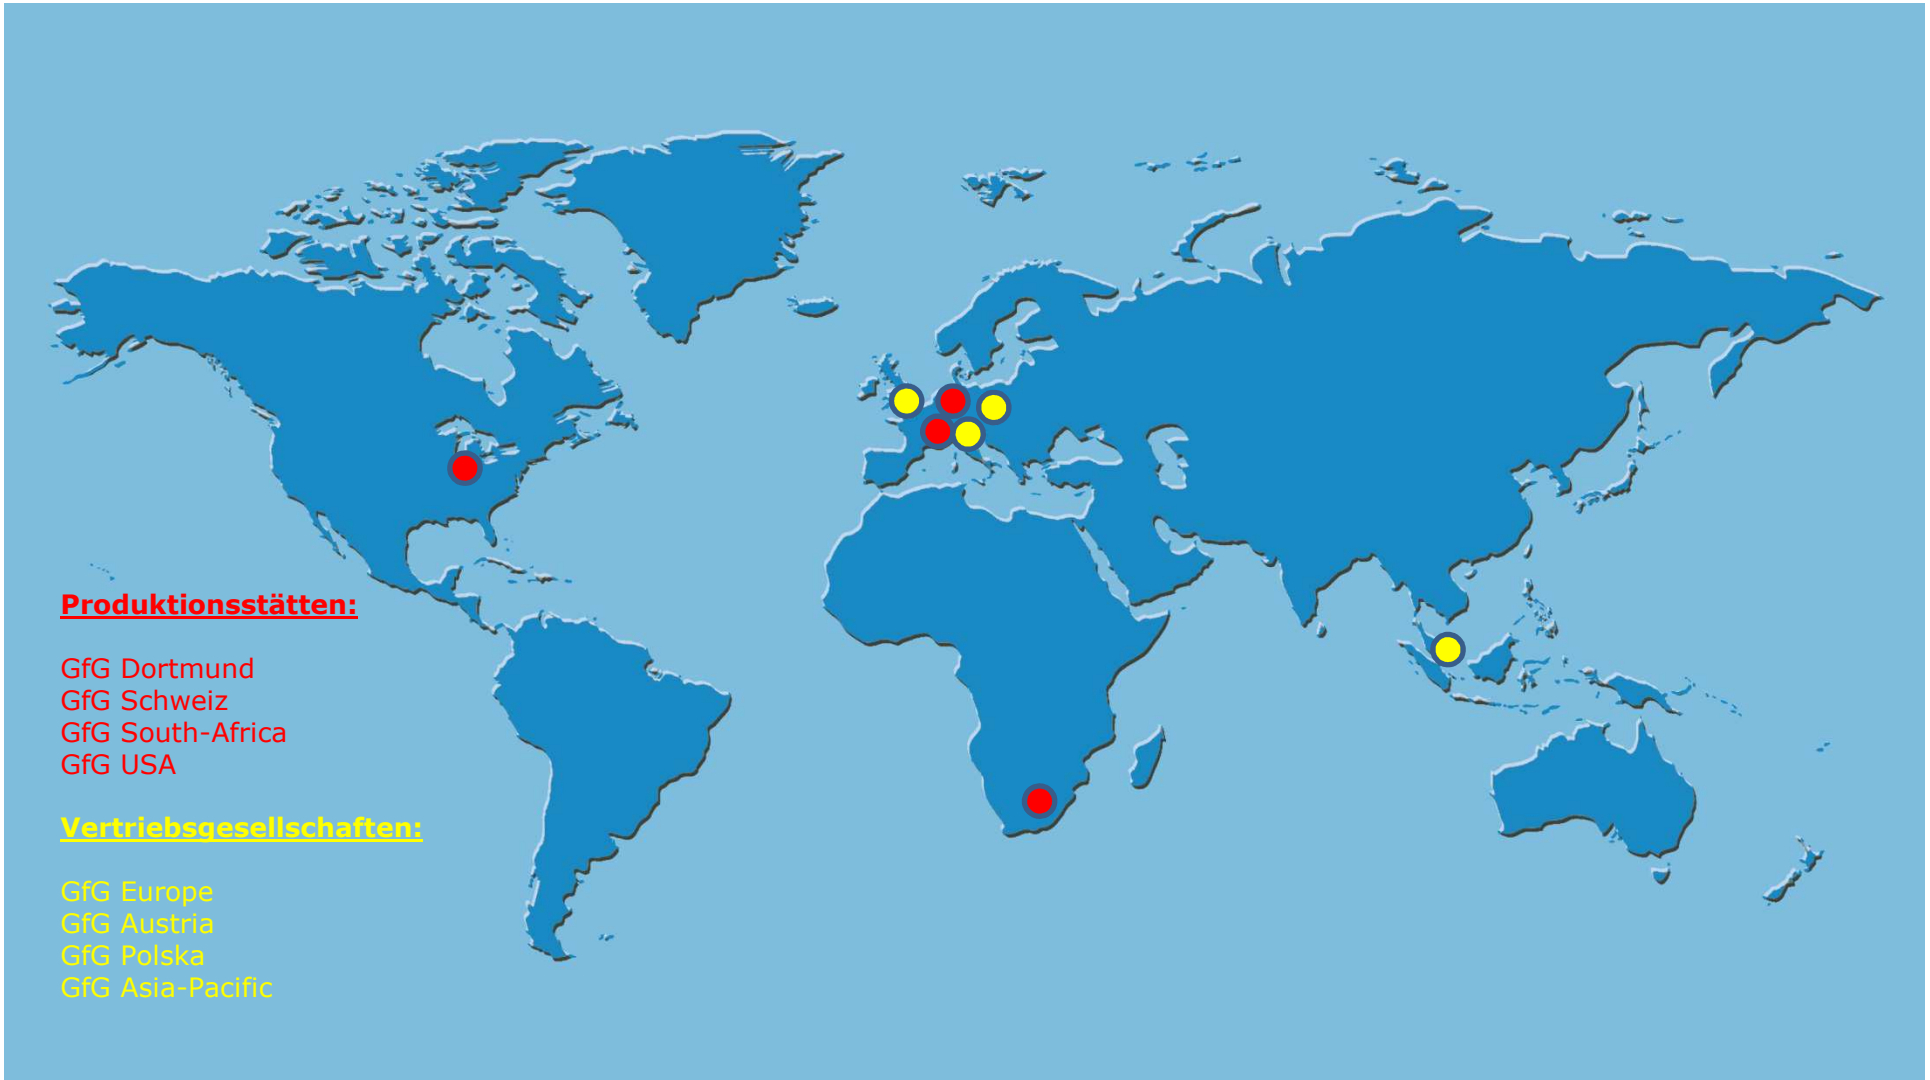 Produktionsstätten:
GfG Dortmund
GfG Schweiz
GfG South-Africa
GfG USA
Vertriebsgesellschaften:
GfG Europe
GfG Austria
GfG Polska
GfG Asia-Pacific